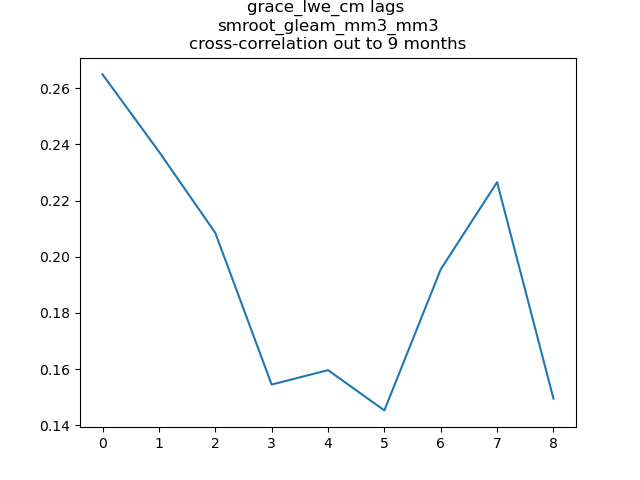 grace_lwe_cm lags
smroot_gleam_mm3_mm3
cross-correlation out to 9 months
0.26
0.24
0.22
0.20
0.18
0.16
0.14
0 1 2 3 4 5 6 7 8